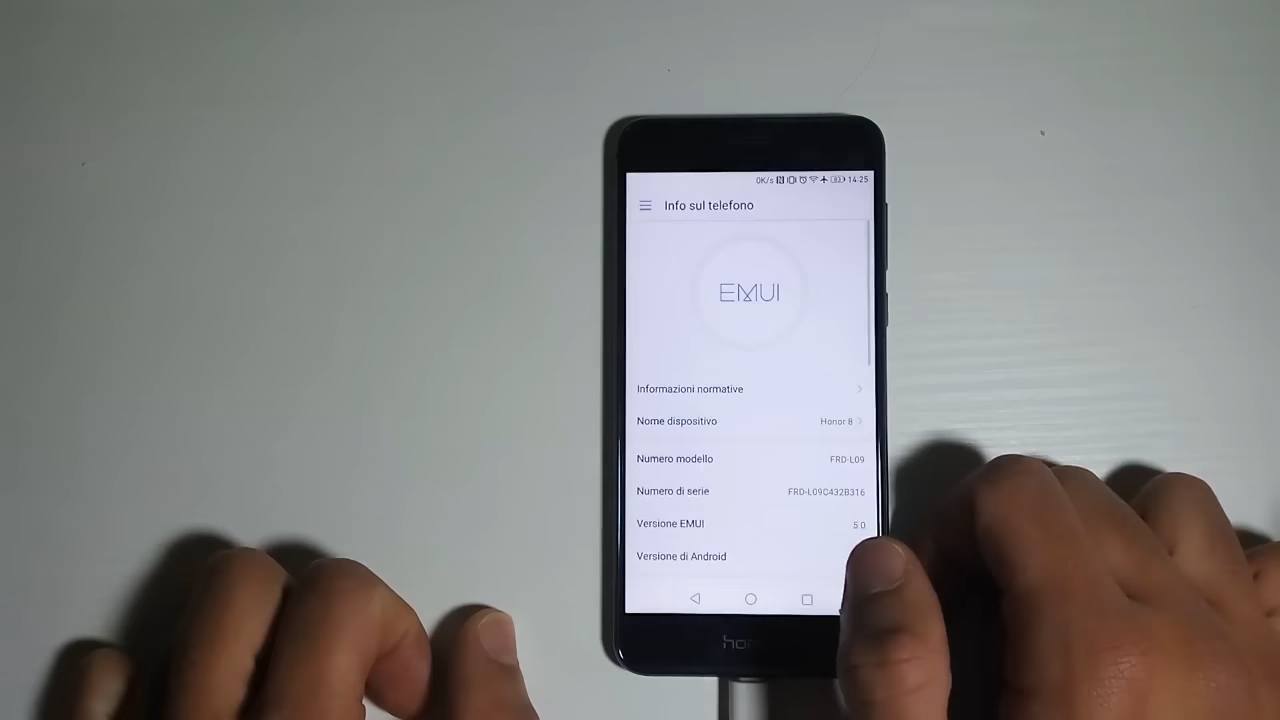 0K/s 14:25
Info sul telefono
EMUI
Informazioni normative
Nome dispositivo Honor 8
Numero modello FRD-L09
Numero di serie FRD-L09C432B316
Versione EMUI 5.0
Versione di Android